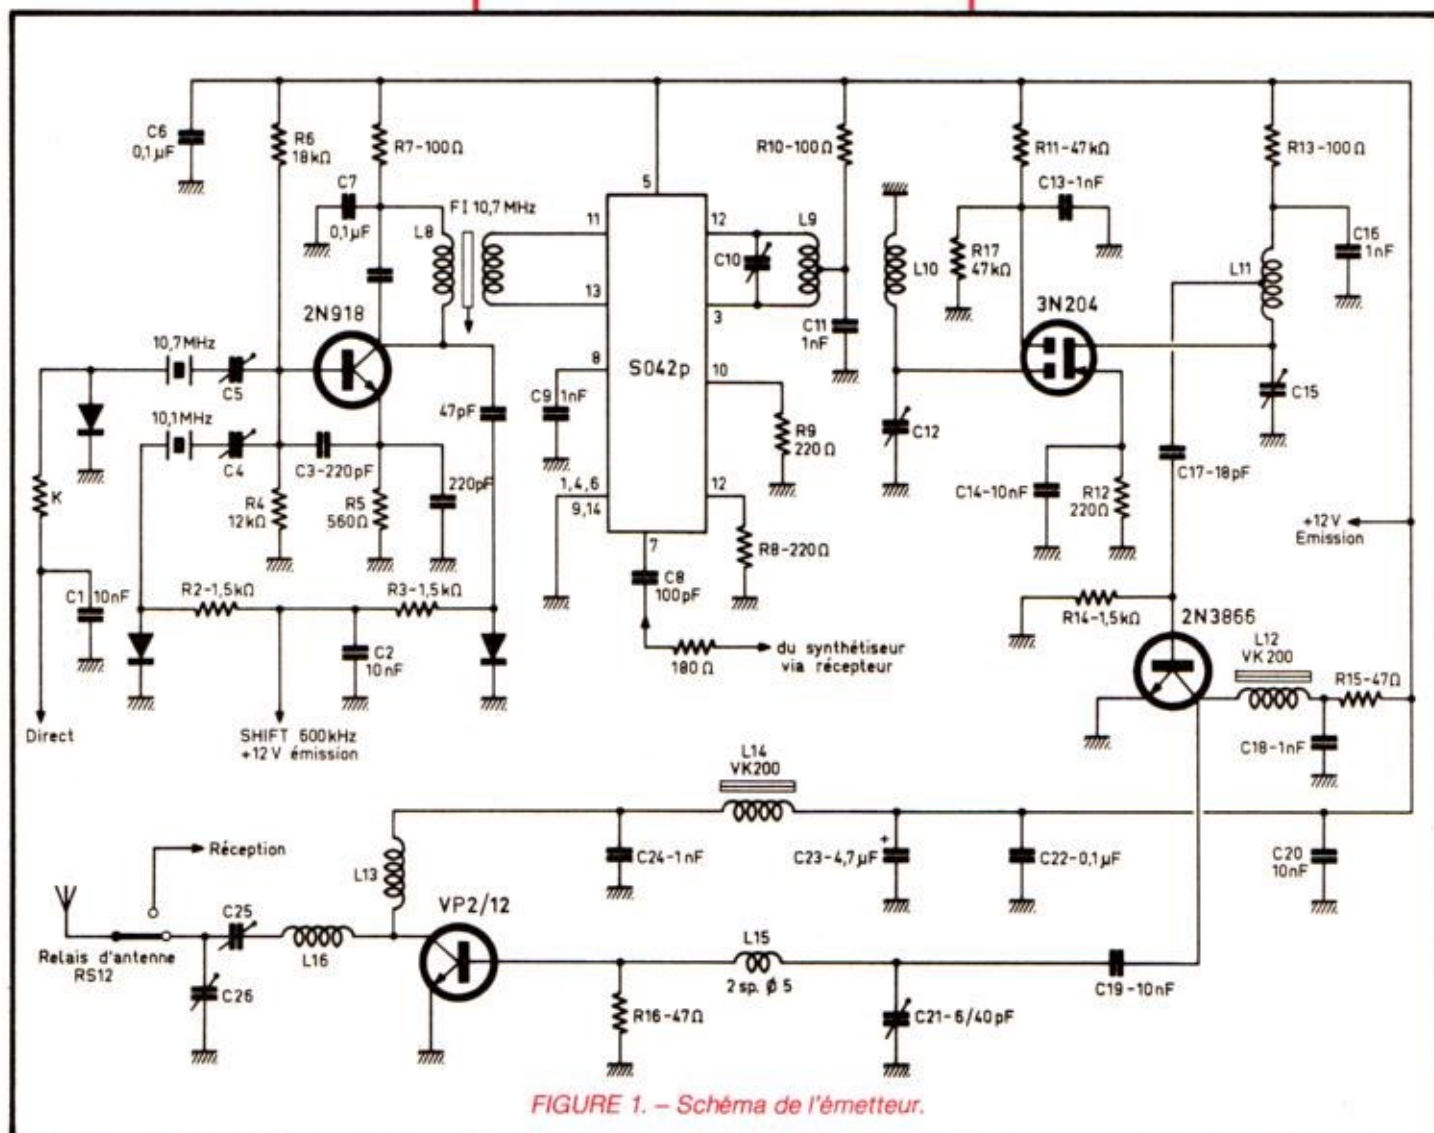 C6
0,1µF
R6
18kΩ
R7-100Ω
C7
0,1µF
FI 10,7MHz
L8
5
11
13
12
3
8
10
1,4,6
9,14
12
7
S042p
C10
L9
R10-100Ω
C11
1nF
L10
R11-47kΩ
C13-1nF
R17
47kΩ
3N204
R13-100Ω
C16
1nF
L11
C15
C12
2N918
10,7MHz
C5
10,1MHz
C4
C3-220pF
47pF
220pF
C9 1nF
R9
220Ω
R4
12kΩ
R5
560Ω
K
C14-10nF
R12
220Ω
C17-18pF
+12V
Emission
R8-220Ω
C8
100pF
180Ω
du synthétiseur
via récepteur
C1 10nF
R2-1,5kΩ
R3-1,5kΩ
C2
10nF
R14-1,5kΩ
2N3866
L12
VK200
R15-47Ω
C18-1nF
Direct
SHIFT 600kHz
+12V émission
L14
VK200
Réception
L13
C24-1nF
C23-4,7µF
+
C22-0,1µF
C20
10nF
VP2/12
C25
L16
Relais d'antenne
RS12
C26
R16-47Ω
L15
2sp. Ø 5
C19-10nF
C21-6/40pF
FIGURE 1. – Schéma de l'émetteur.